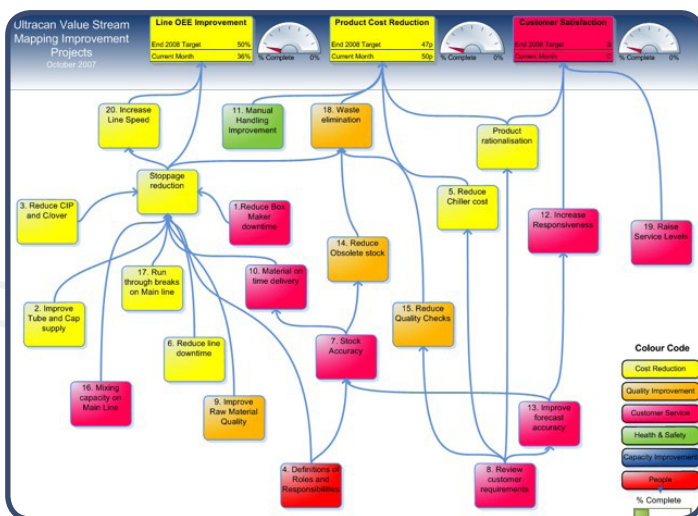 Ultracan Value Stream
Mapping Improvement
Projects
October 2007
Line OEE Improvement
End 2008 Target 50%
Current Month 36%
% Complete 0%
Product Cost Reduction
End 2008 Target 47p
Current Month 50p
% Complete 0%
Customer Satisfaction
End 2008 Target B
Current Month C
% Complete 0%
20. Increase
Line Speed
11. Manual
Handling
Improvement
18. Waste
elimination
Product
rationalisation
Stoppage
reduction
5. Reduce
Chiller cost
3. Reduce CIP
and C/over
1.Reduce Box
Maker
downtime
12. Increase
Responsiveness
19. Raise
Service Levels
14. Reduce
Obsolete stock
17. Run
through breaks
on Main line
10. Material on
time delivery
2. Improve
Tube and Cap
supply
15. Reduce
Quality Checks
6. Reduce line
downtime
7. Stock
Accuracy
16. Mixing
capacity on
Main Line
9. Improve
Raw Material
Quality
13. Improve
forecast
accuracy
4. Definitions of
Roles and
Responsibilities
8. Review
customer
requirements
Colour Code
Cost Reduction
Quality Improvement
Customer Service
Health & Safety
Capacity Improvement
People
% Complete